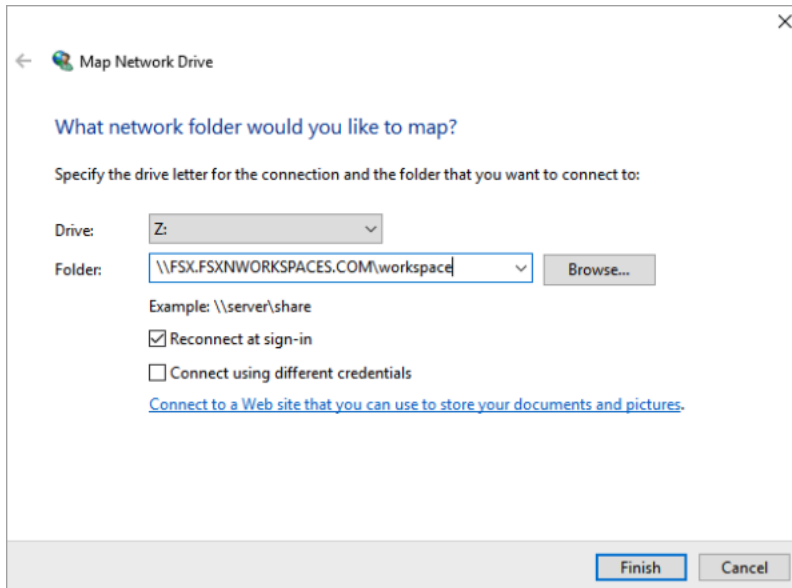 Map Network Drive
What network folder would you like to map?
Specify the drive letter for the connection and the folder that you want to connect to:
Drive: Z:
Folder: \\FSX.FSXNWORKSPACES.COM\workspace Browse...
Example: \\server\share
Reconnect at sign-in
Connect using different credentials
Connect to a Web site that you can use to store your documents and pictures.
Finish Cancel